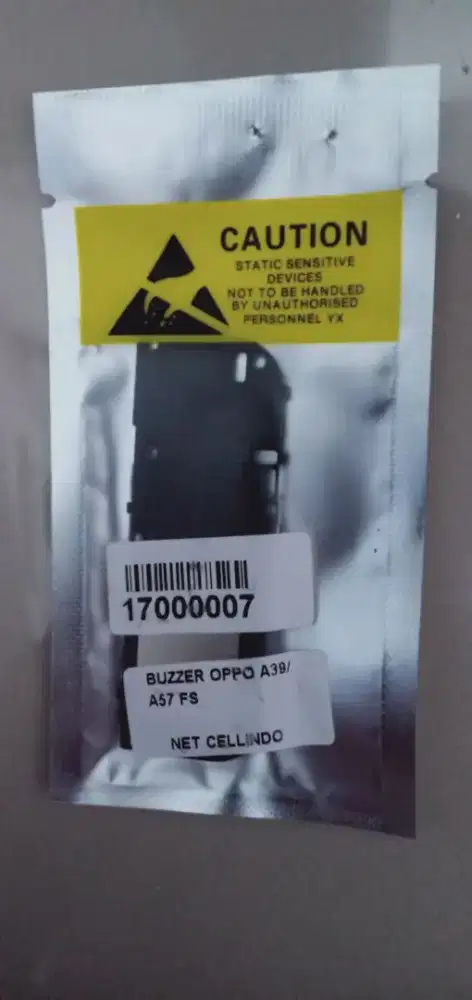 CAUTION
STATIC SENSITIVE
DEVICES
NOT TO BE HANDLED
BY UNAUTHORISED
PERSONNEL YX
17000007
BUZZER OPPO A39/
A57 FS
NET CELLINDO